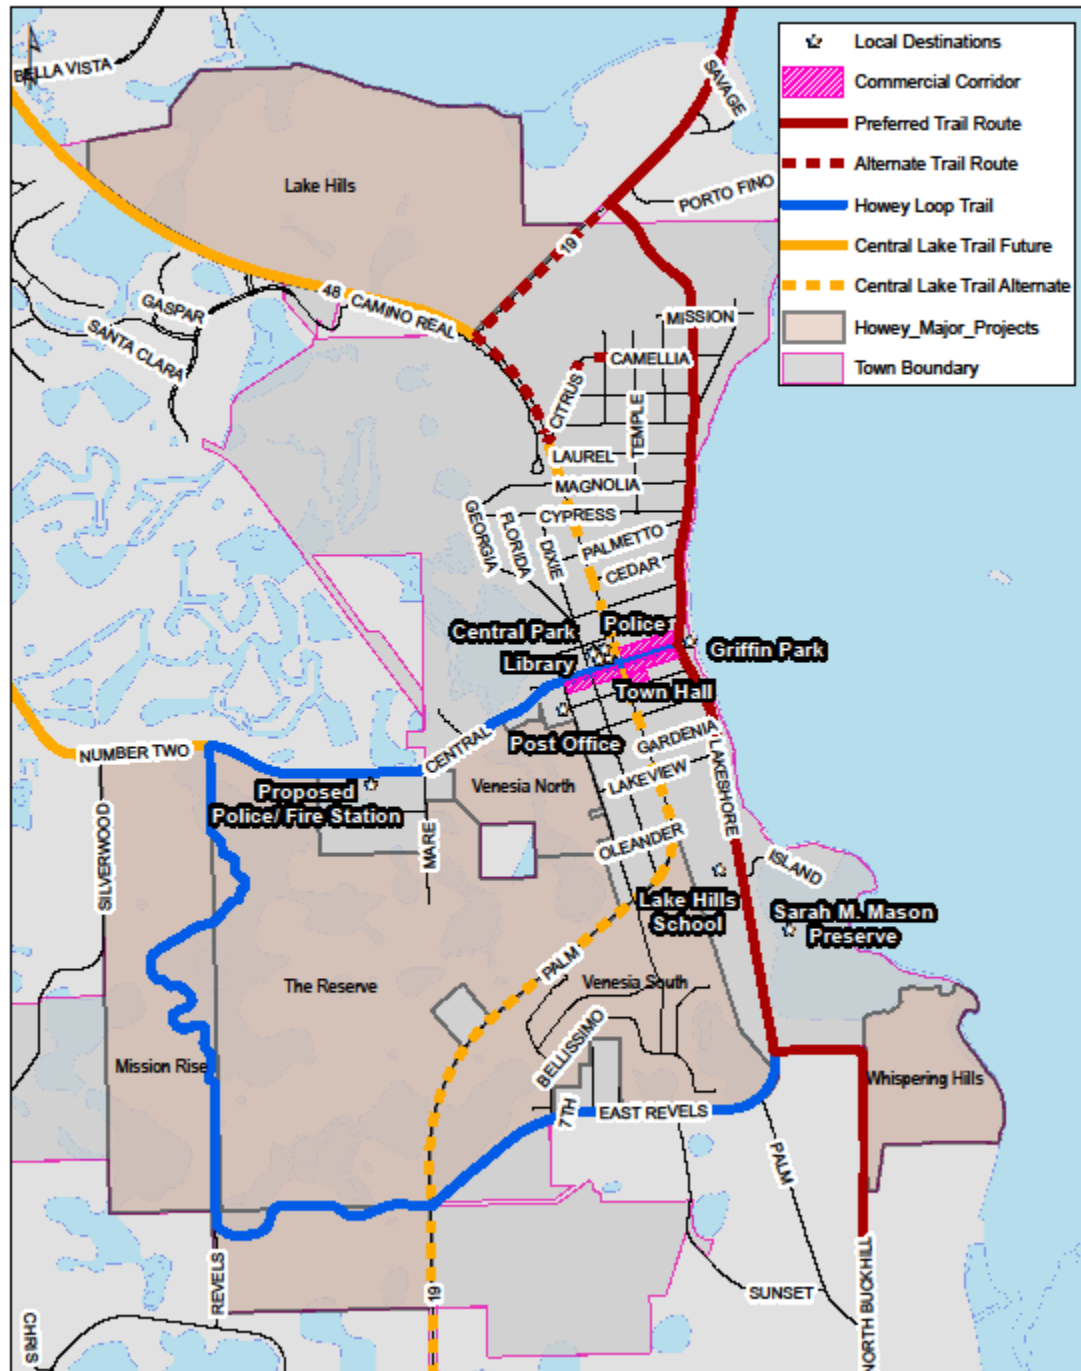 Local Destinations
Commercial Corridor
Preferred Trail Route
Alternate Trail Route
Howey Loop Trail
Central Lake Trail Future
Central Lake Trail Alternate
Howey_Major_Projects
Town Boundary
BELLA VISTA
SAVAGE
Lake Hills
PORTO FINO
19
48
CAMINO REAL
GASPAR
SANTA CLARA
MISSION
CAMELLIA
CITRUS
TEMPLE
LAUREL
MAGNOLIA
GEORGIA
FLORIDA
CYPRESS
DIXIE
PALMETTO
CEDAR
Central Park
Police
Library
Griffin Park
Town Hall
Post Office
GARDENIA
LAKESHORE
CENTRAL
NUMBER TWO
Proposed
Police/ Fire Station
Venesia North
LAKEVIEW
SILVERWOOD
MARE
OLEANDER
ISLAND
Lake Hills
School
Sarah M. Mason
Preserve
PALM
The Reserve
Venesia South
BELLISSIMO
Mission Rise
Whispering Hills
7TH
EAST REVELS
PALM
REVELS
19
SUNSET
NORTH BUCKHILL
CHRIS